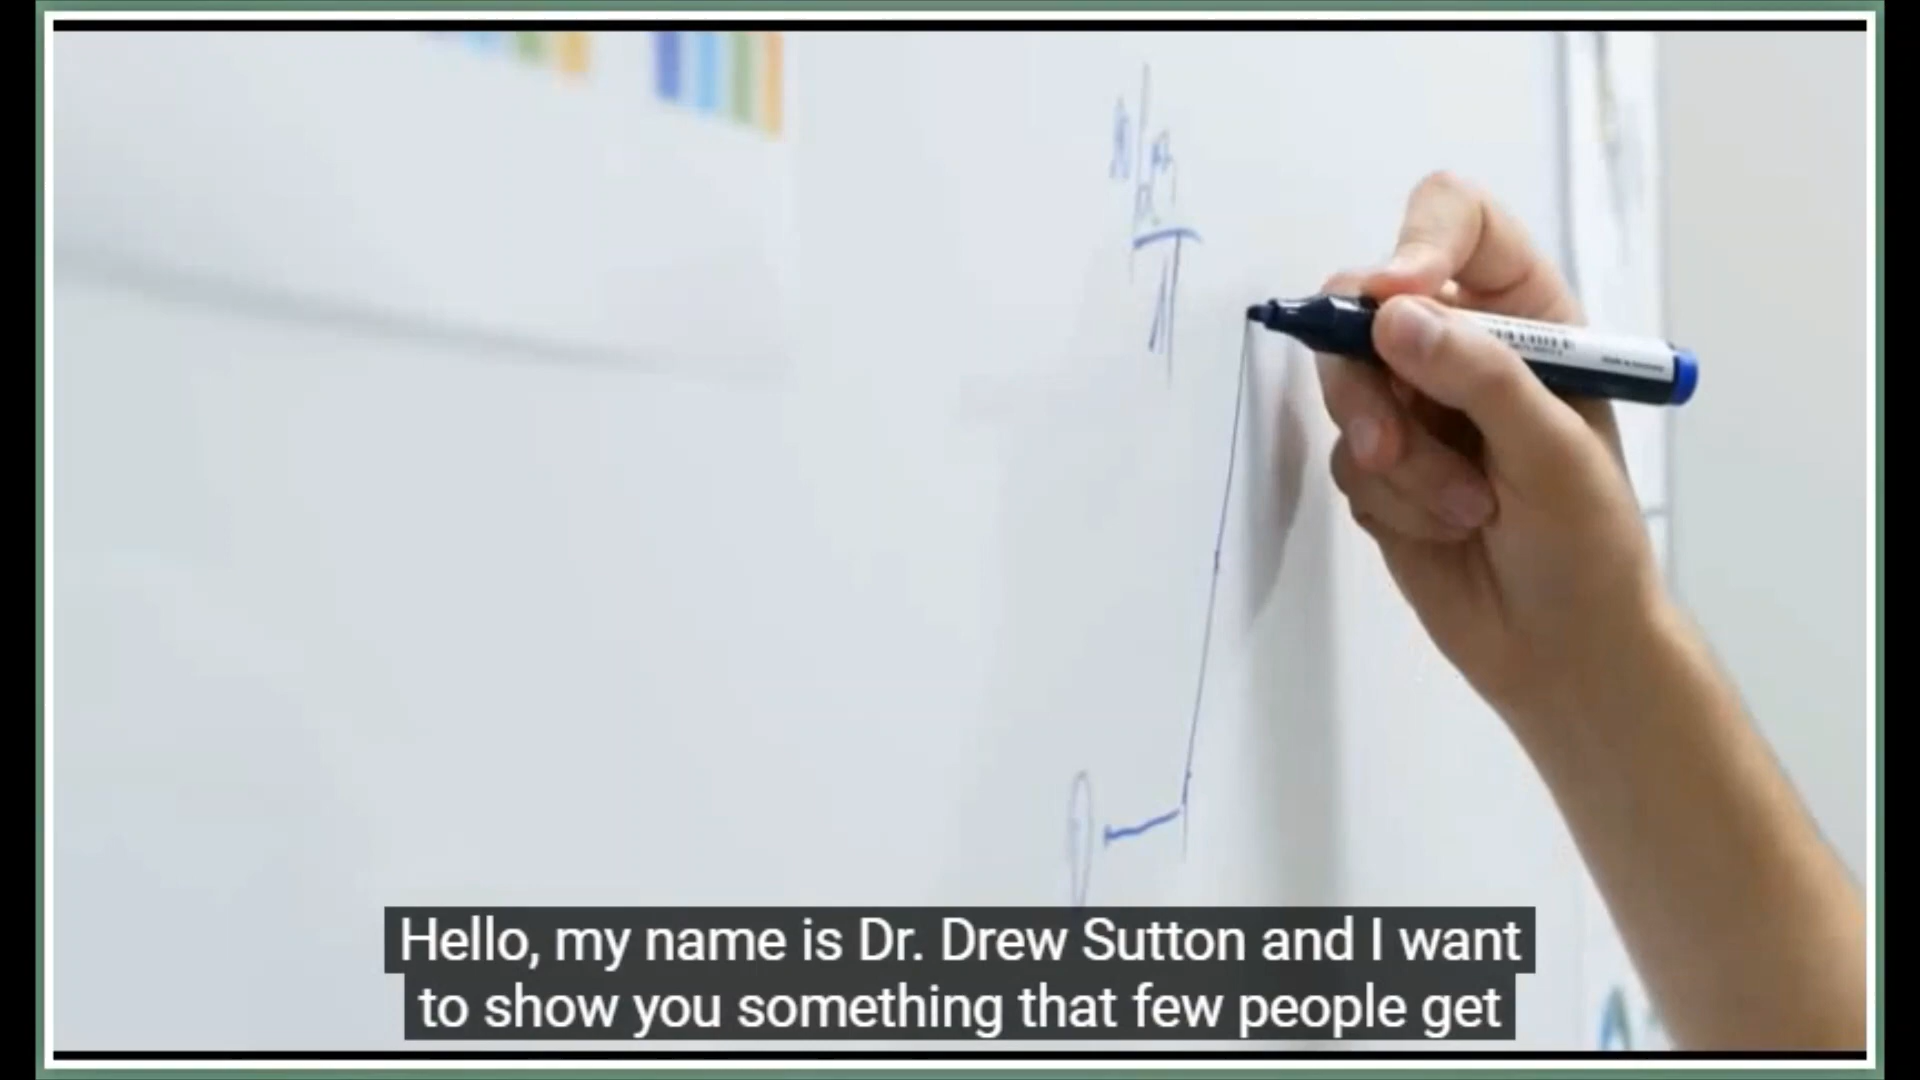 Hello, my name is Dr. Drew Sutton and I want
to show you something that few people get